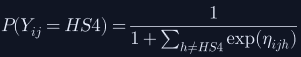 P(Y_{ij} = HS4) = \frac{1}{1 + \sum_{h \neq HS4} \exp(\eta_{ijh})}